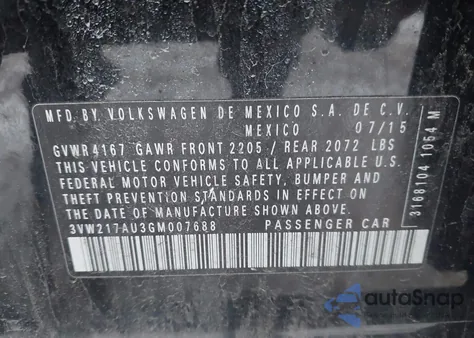 MFD. BY VOLKSWAGEN DE MEXICO S.A. DE C.V.
MEXICO 07/15
GVWR4167 GAWR FRONT 2205 / REAR 2072 LBS
THIS VEHICLE CONFORMS TO ALL APPLICABLE U.S.
FEDERAL MOTOR VEHICLE SAFETY, BUMPER AND
THEFT PREVENTION STANDARDS IN EFFECT ON
THE DATE OF MANUFACTURE SHOWN ABOVE.
3VW217AU3GM007688 PASSENGER CAR
3168104 1054 M
autoSnap